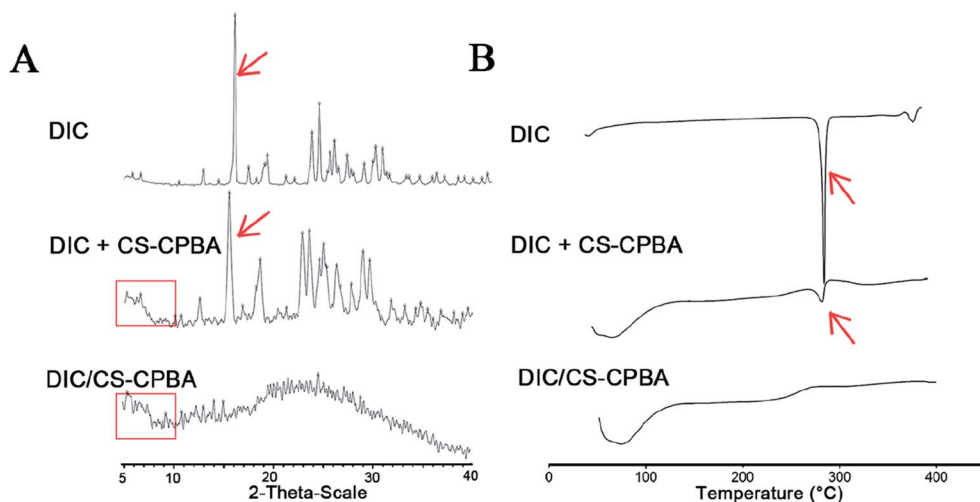 A
DIC
DIC + CS-CPBA
DIC/CS-CPBA
5 10 20 30 40
2-Theta-Scale
B
DIC
DIC + CS-CPBA
DIC/CS-CPBA
0 100 200 300 400
Temperature (°C)